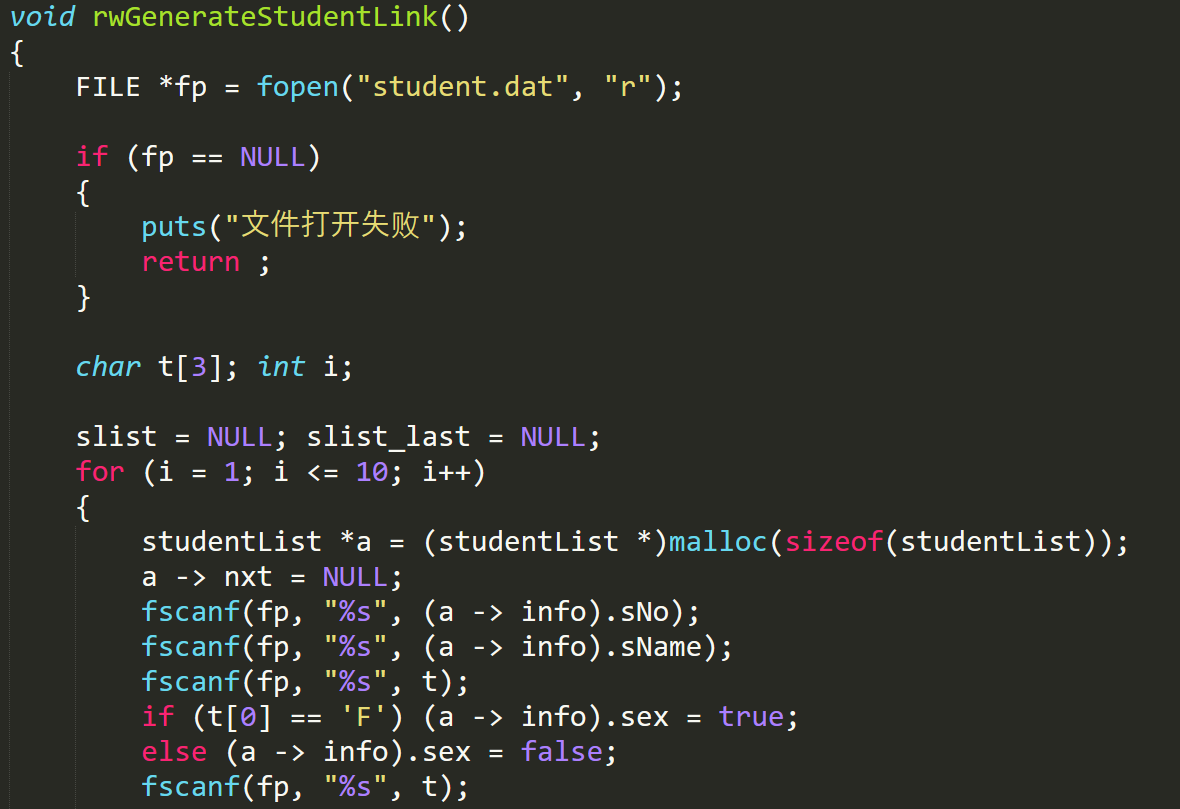 void rwGenerateStudentLink()
{
    FILE *fp = fopen("student.dat", "r");
    if (fp == NULL)
    {
        puts("文件打开失败");
        return ;
    }
    char t[3]; int i;
    slist = NULL; slist_last = NULL;
    for (i = 1; i <= 10; i++)
    {
        studentList *a = (studentList *)malloc(sizeof(studentList));
        a -> nxt = NULL;
        fscanf(fp, "%s", (a -> info).sNo);
        fscanf(fp, "%s", (a -> info).sName);
        fscanf(fp, "%s", t);
        if (t[0] == 'F') (a -> info).sex = true;
        else (a -> info).sex = false;
        fscanf(fp, "%s", t);